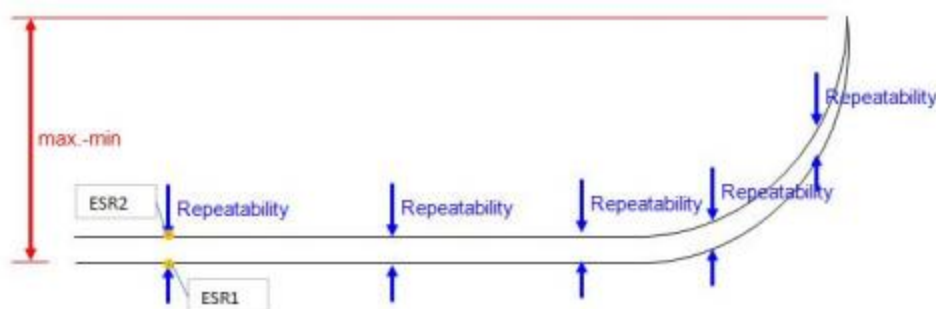 max.-min
Repeatability
Repeatability
ESR2
Repeatability
Repeatability
Repeatability
ESR1